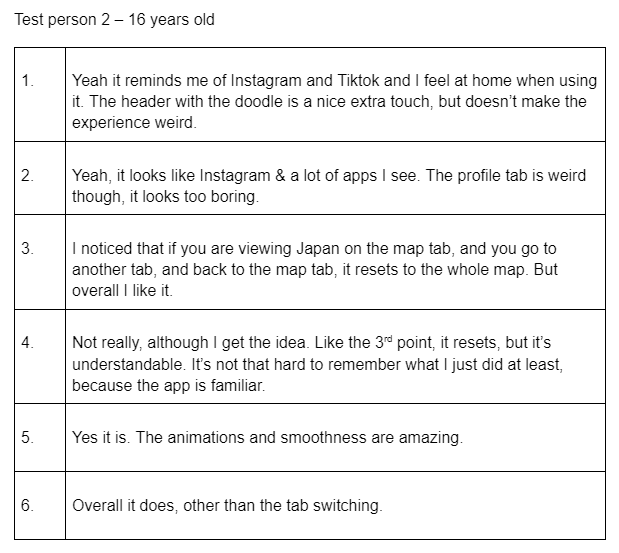 Test person 2 – 16 years old
1.
Yeah it reminds me of Instagram and Tiktok and I feel at home when using
it. The header with the doodle is a nice extra touch, but doesn’t make the
experience weird.
2.
Yeah, it looks like Instagram & a lot of apps I see. The profile tab is weird
though, it looks too boring.
3.
I noticed that if you are viewing Japan on the map tab, and you go to
another tab, and back to the map tab, it resets to the whole map. But
overall I like it.
4.
Not really, although I get the idea. Like the 3rd point, it resets, but it’s
understandable. It’s not that hard to remember what I just did at least,
because the app is familiar.
5.
Yes it is. The animations and smoothness are amazing.
6.
Overall it does, other than the tab switching.